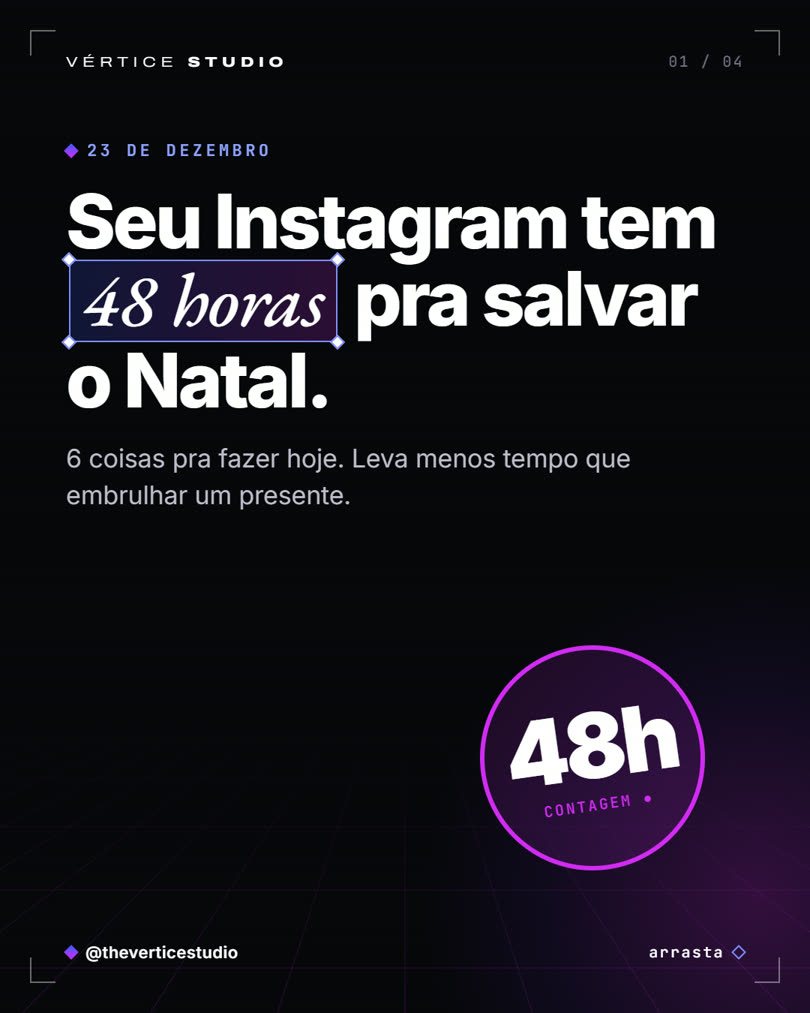 VÉRTICE STUDIO
01 / 04
23 DE DEZEMBRO
Seu Instagram tem
48 horas pra salvar
o Natal.
6 coisas pra fazer hoje. Leva menos tempo que
embrulhar um presente.
48h
CONTAGEM
@theverticestudio
arrasta